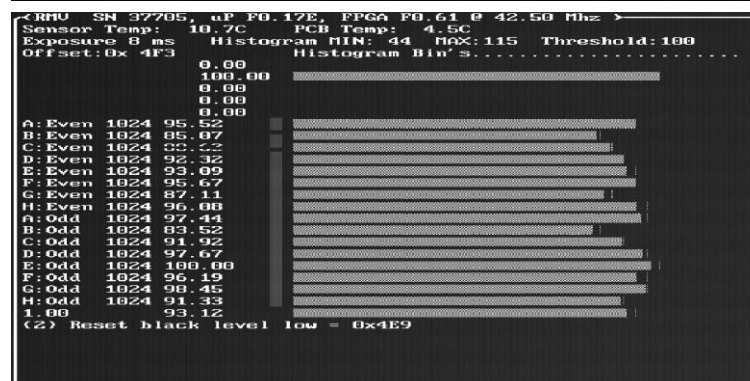 <RMV SN 37705, uP F0.17E, FPGA F0.61 @ 42.50 Mhz >
Sensor Temp: 10.7C PCB Temp: 4.5C
Exposure 8 ms Histogram MIN: 44 MAX:115 Threshold:100
Offset:0x 4F3 Histogram Bin's........................
0.00
100.00
0.00
0.00
0.00
A:Even 1024 95.52
B:Even 1024 85.07
C:Even 1024
D:Even 1024 92.32
E:Even 1024 93.09
F:Even 1024 95.67
G:Even 1024 87.11
H:Even 1024 96.08
A:Odd 1024 97.44
B:Odd 1024 83.52
C:Odd 1024 91.92
D:Odd 1024 97.67
E:Odd 1024 100.00
F:Odd 1024 96.19
G:Odd 1024 98.45
H:Odd 1024 91.33
1.00 93.12
(2) Reset black level low = 0x4E9